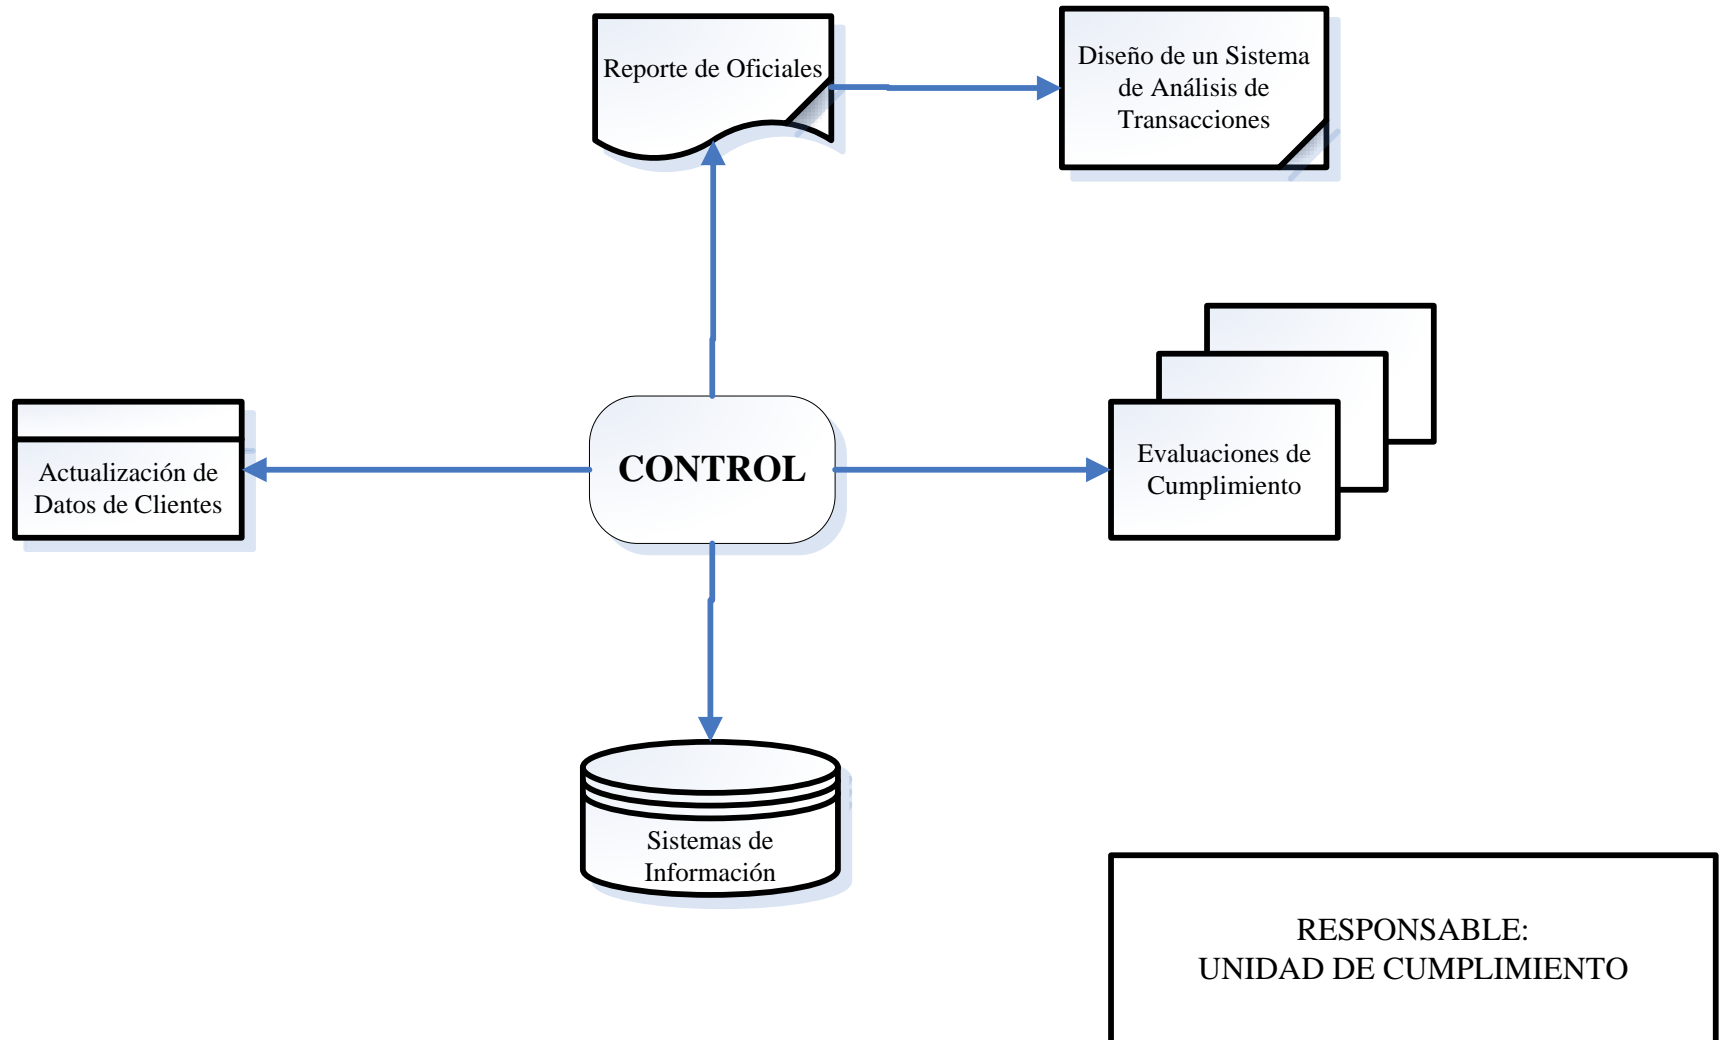 Reporte de Oficiales
Diseño de un Sistema
de Análisis de
Transacciones
Actualización de
Datos de Clientes
CONTROL
Evaluaciones de
Cumplimiento
Sistemas de
Información
RESPONSABLE:
UNIDAD DE CUMPLIMIENTO